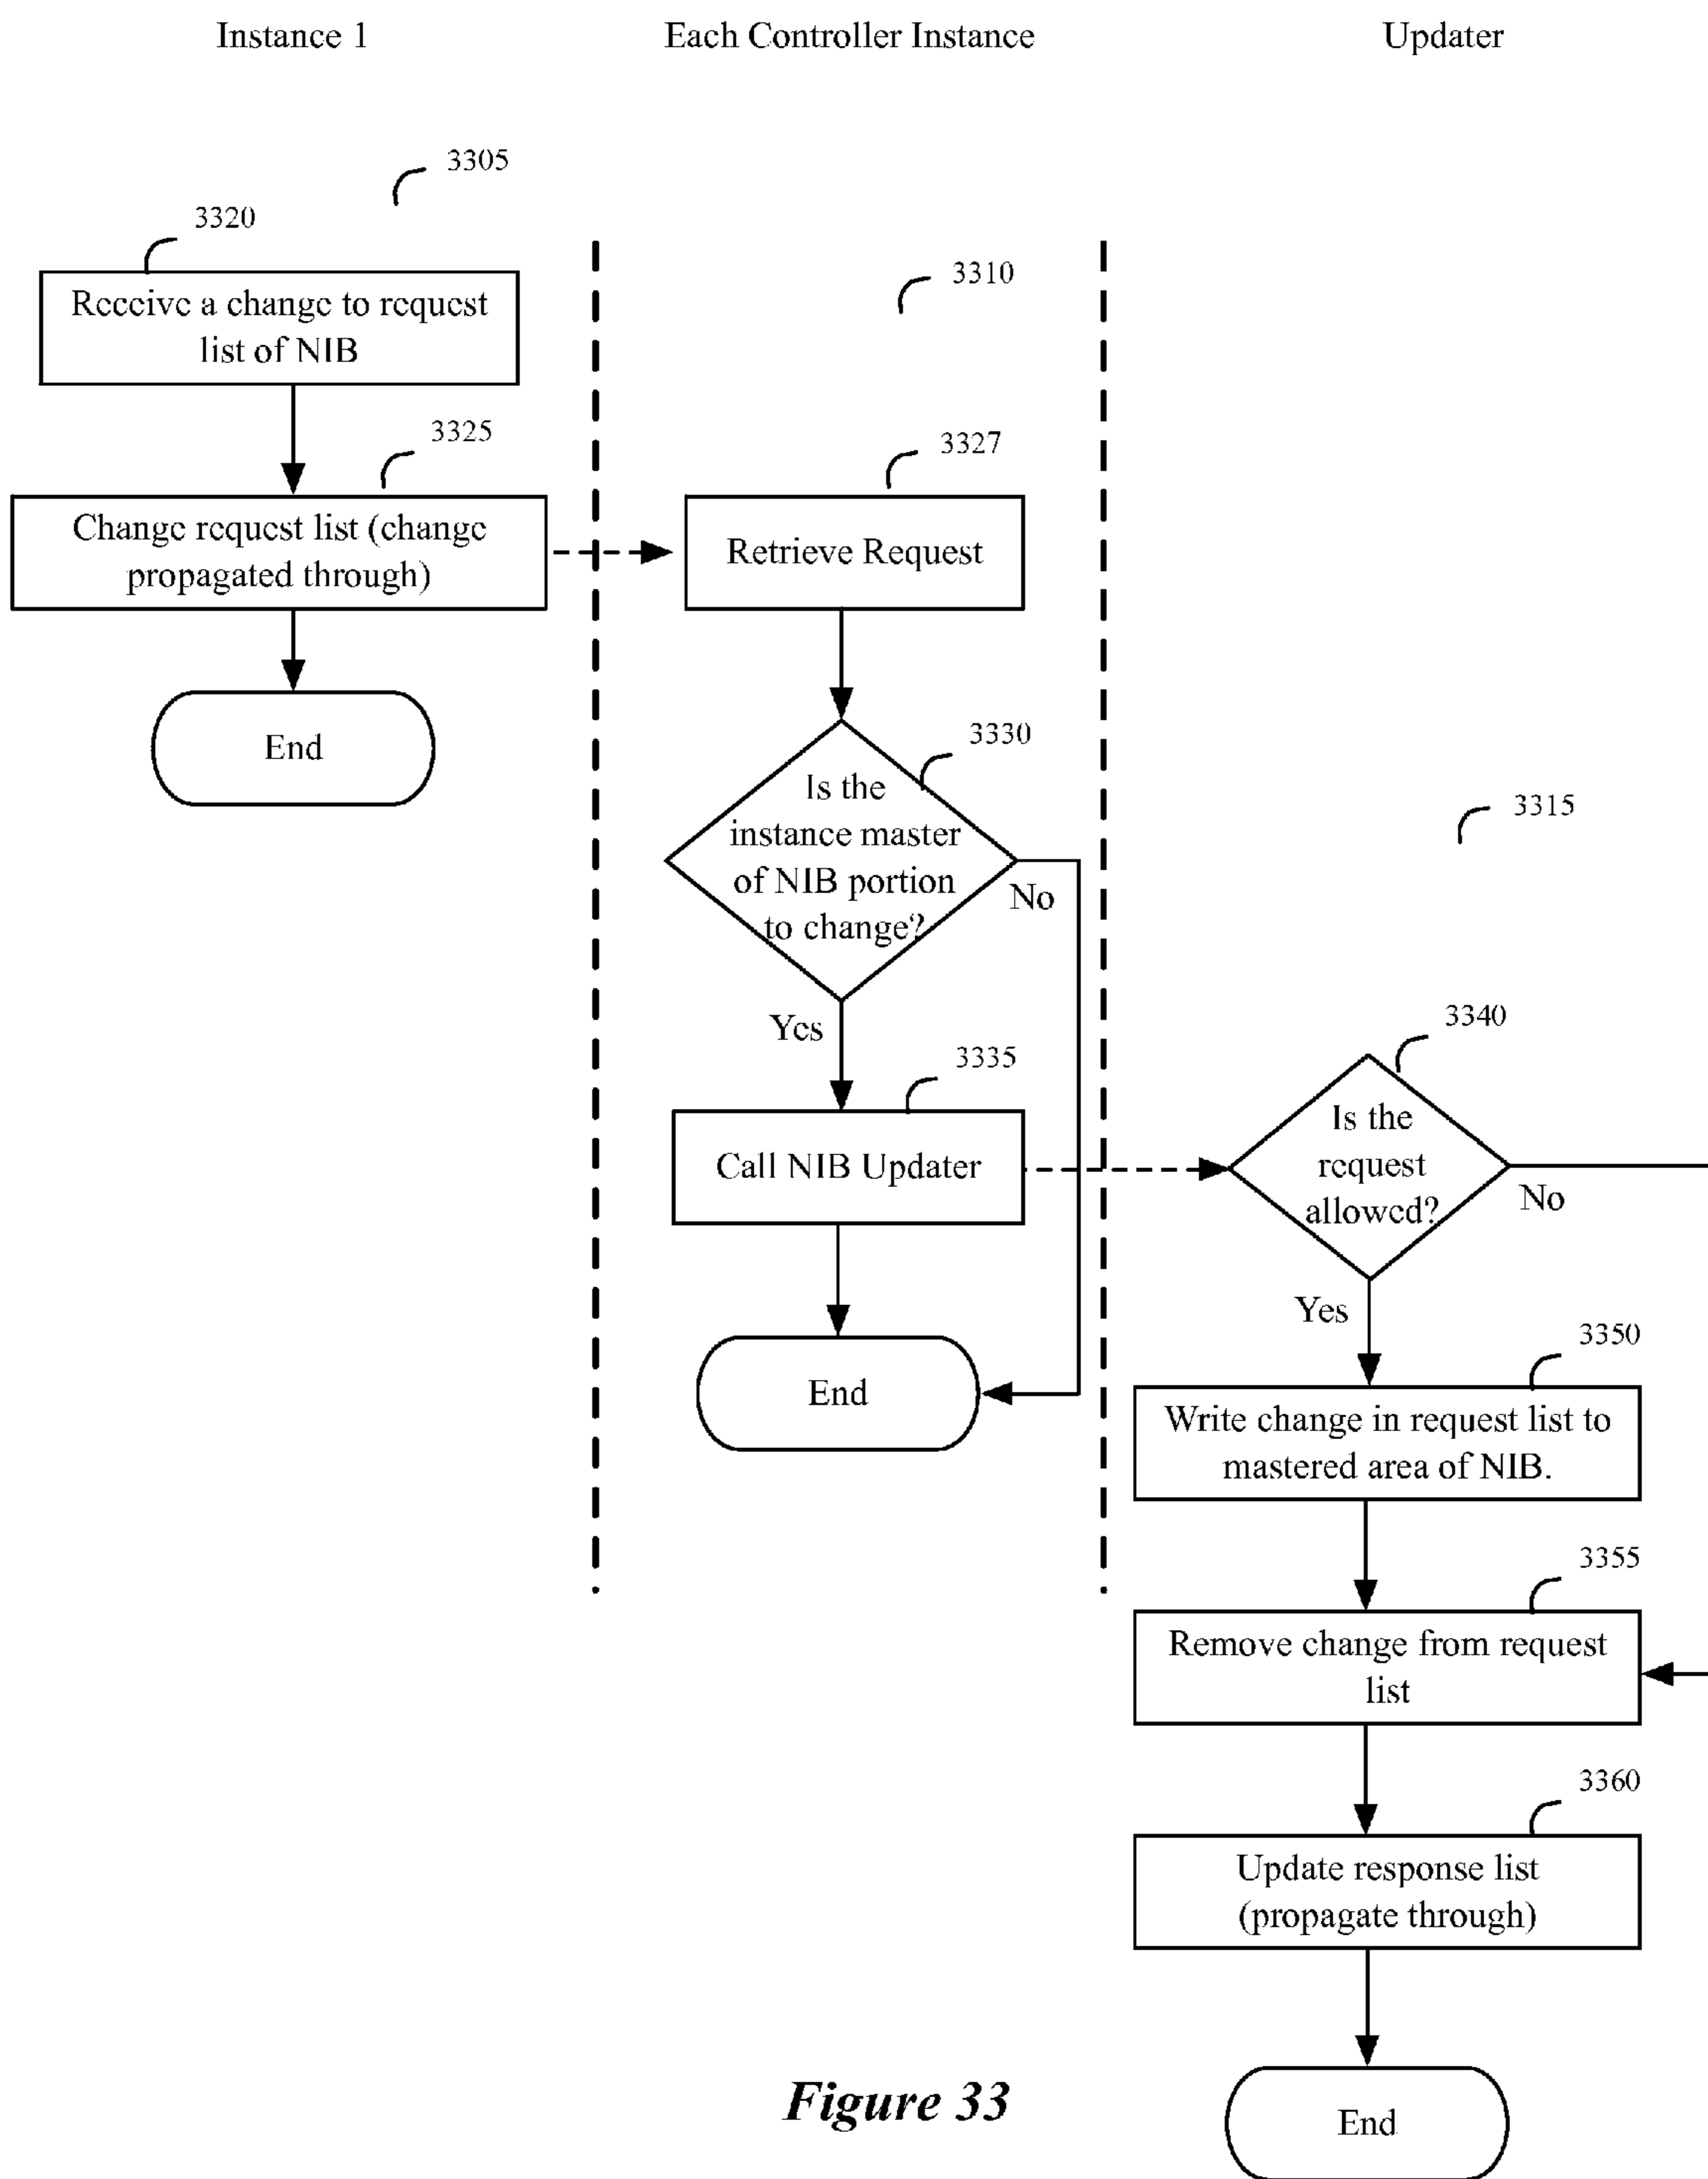 Instance 1
Each Controller Instance
Updater
3305
3320
Receive a change to request
list of NIB
3325
Change request list (change
propagated through)
End
3310
3327
Retrieve Request
3330
Is the
instance master
of NIB portion
to change?
No
Yes
3335
Call NIB Updater
End
3315
3340
Is the
request
allowed?
No
Yes
3350
Write change in request list to
mastered area of NIB.
3355
Remove change from request
list
3360
Update response list
(propagate through)
End
Figure 33